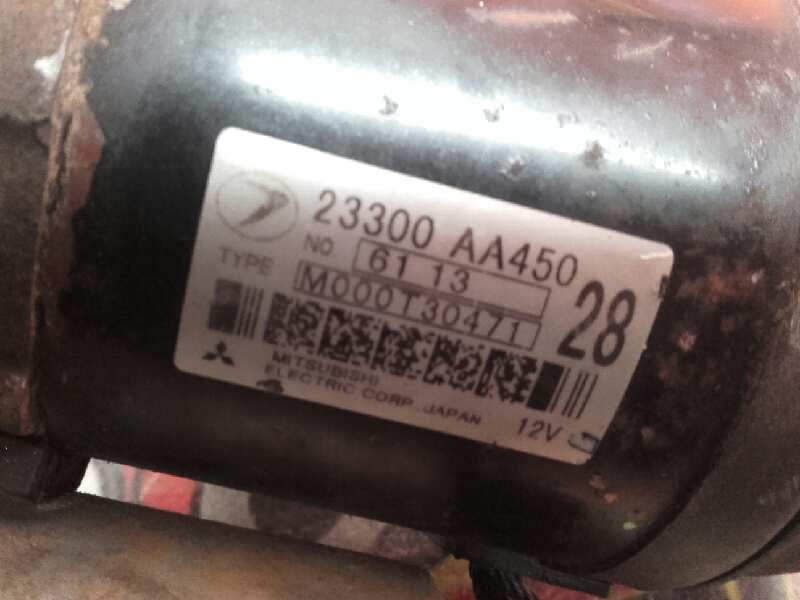 23300 AA450
NO 61 13
TYPE M000T30471
28
MITSUBISHI
ELECTRIC CORP. JAPAN
12V